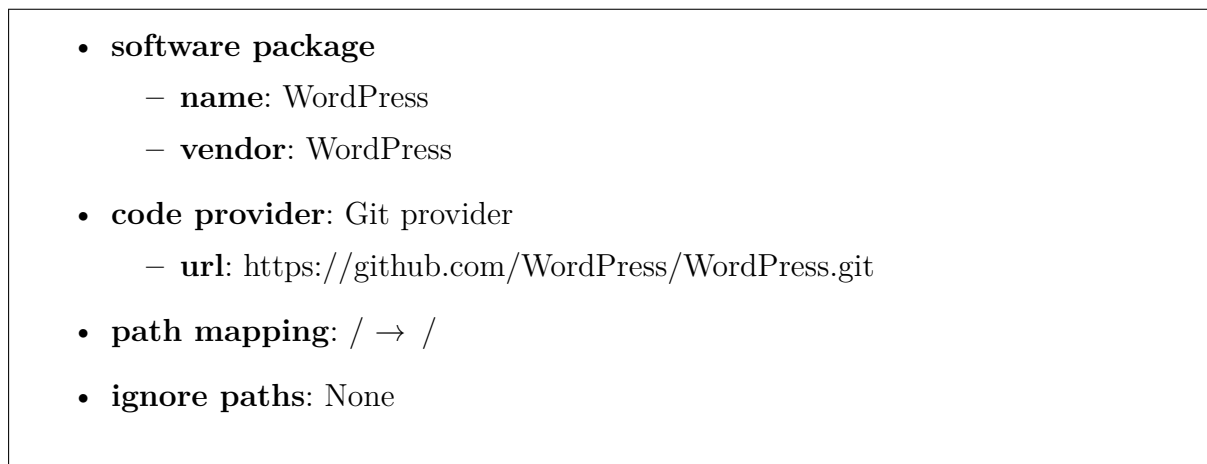 • software package
– name: WordPress
– vendor: WordPress
• code provider: Git provider
– url: https://github.com/WordPress/WordPress.git
• path mapping: / → /
• ignore paths: None